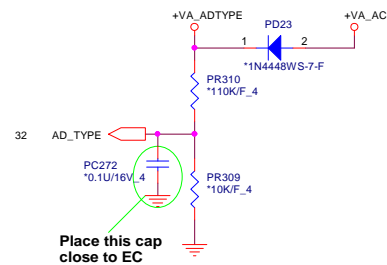 +VA_ADTYPE
+VA_AC
PD23
1
2
*1N4448WS-7-F
PR310
*110K/F_4
32
AD_TYPE
PC272
*0.1U/16V_4
PR309
*10K/F_4
Place this cap
close to EC